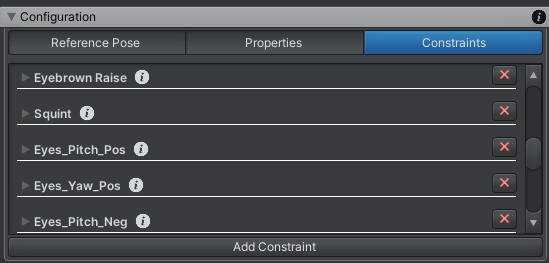 Configuration
Reference Pose Properties Constraints
Eyebrown Raise
Squint
Eyes_Pitch_Pos
Eyes_Yaw_Pos
Eyes_Pitch_Neg
Add Constraint